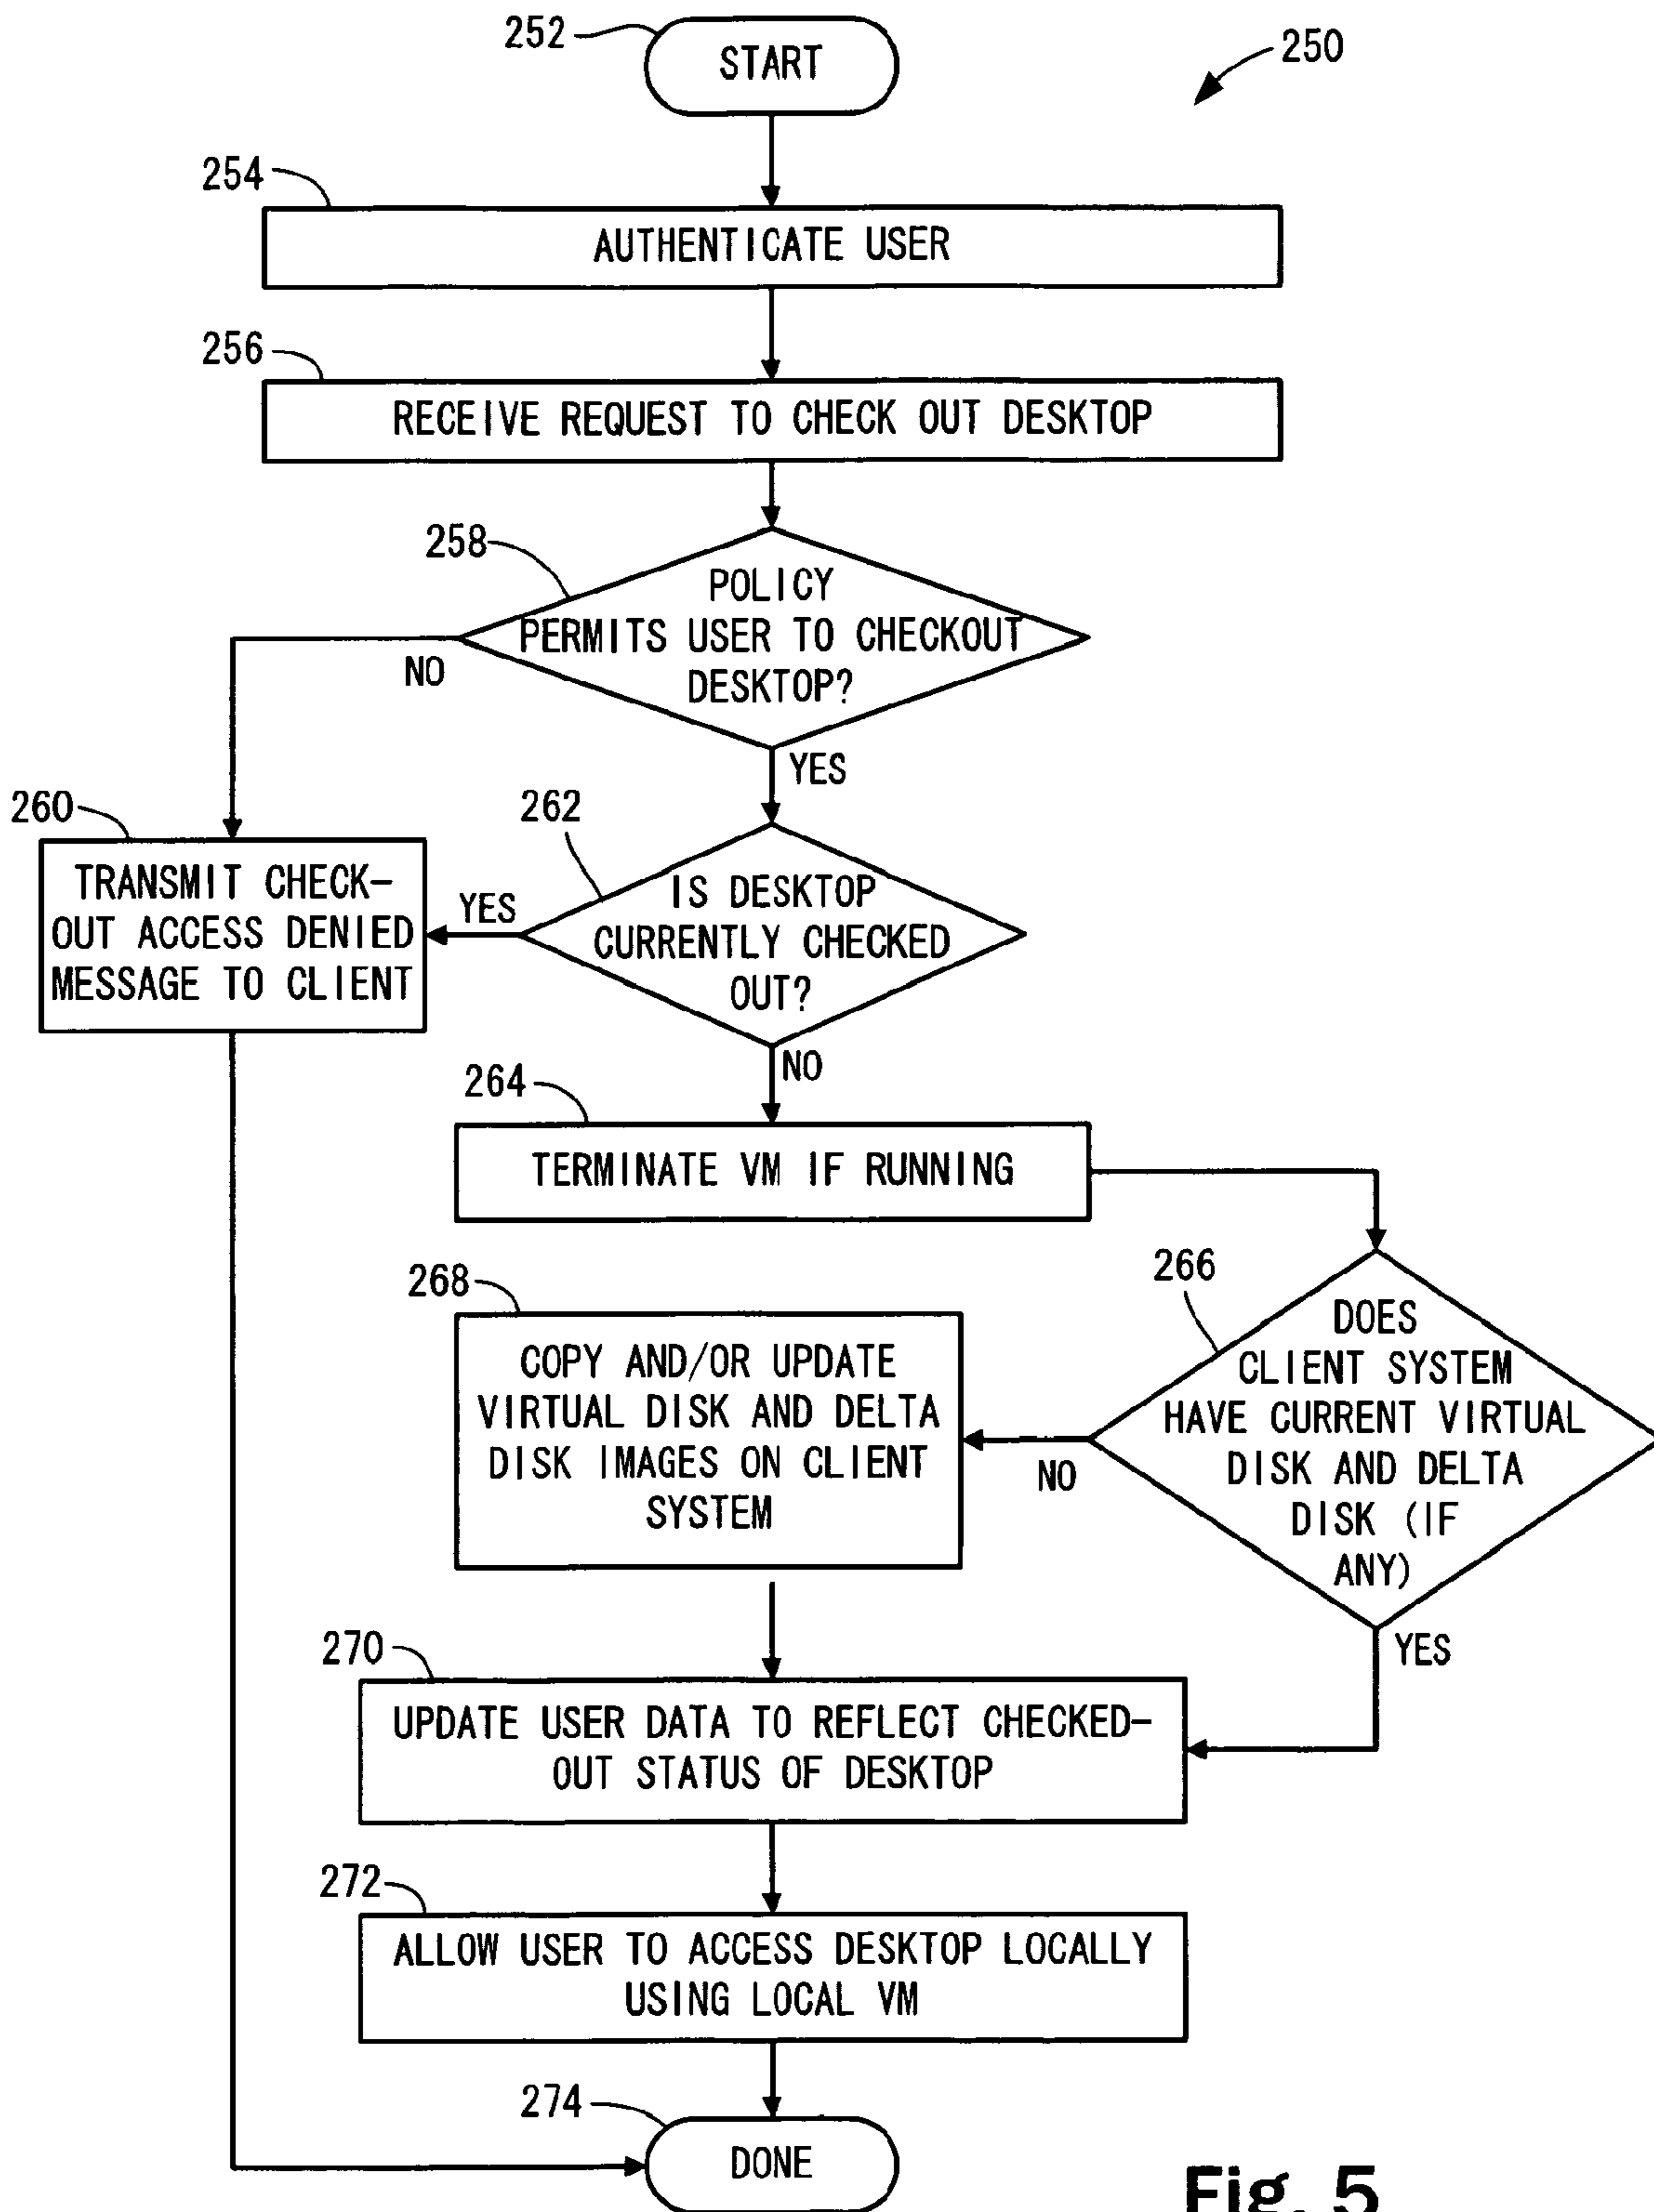 252
START
250
254
AUTHENTICATE USER
256
RECEIVE REQUEST TO CHECK OUT DESKTOP
258
POLICY
PERMITS USER TO CHECKOUT
DESKTOP?
NO
YES
260
TRANSMIT CHECK-
OUT ACCESS DENIED
MESSAGE TO CLIENT
262
YES
IS DESKTOP
CURRENTLY CHECKED
OUT?
NO
264
TERMINATE VM IF RUNNING
266
DOES
CLIENT SYSTEM
HAVE CURRENT VIRTUAL
DISK AND DELTA
DISK (IF
ANY)
NO
YES
268
COPY AND/OR UPDATE
VIRTUAL DISK AND DELTA
DISK IMAGES ON CLIENT
SYSTEM
270
UPDATE USER DATA TO REFLECT CHECKED-
OUT STATUS OF DESKTOP
272
ALLOW USER TO ACCESS DESKTOP LOCALLY
USING LOCAL VM
274
DONE
Fig. 5